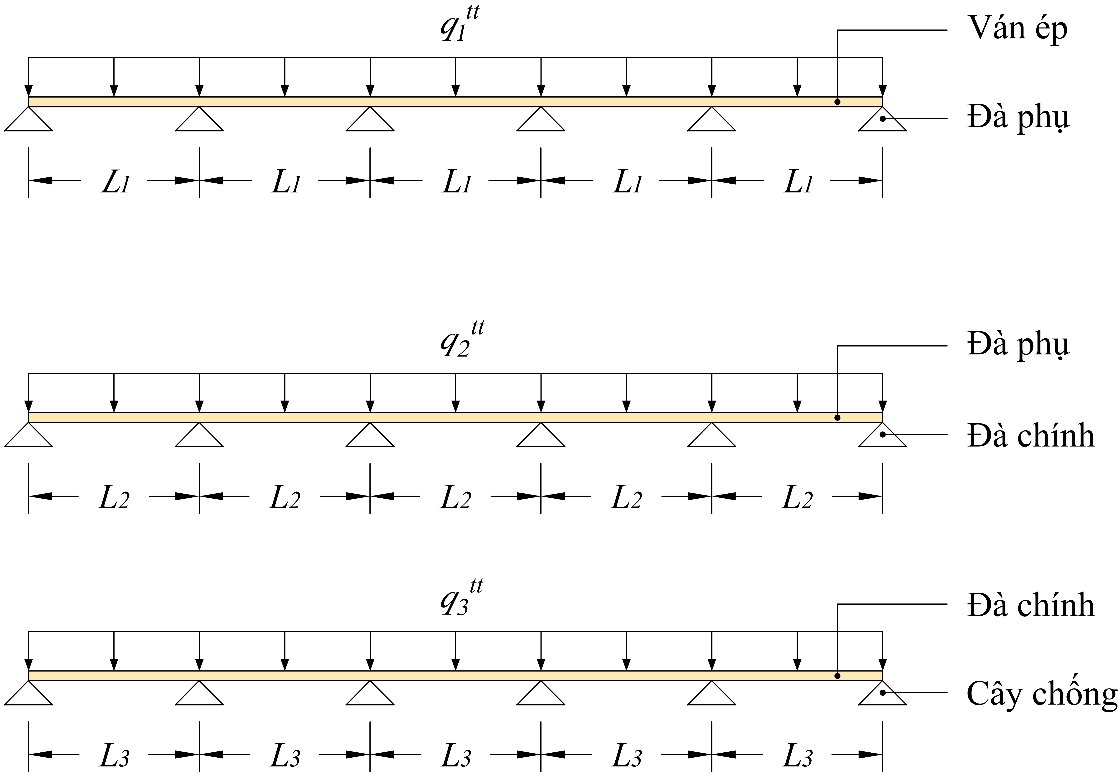 q1tt
Ván ép
Đà phụ
L1 L1 L1 L1 L1
q2tt
Đà phụ
Đà chính
L2 L2 L2 L2 L2
q3tt
Đà chính
Cây chống
L3 L3 L3 L3 L3